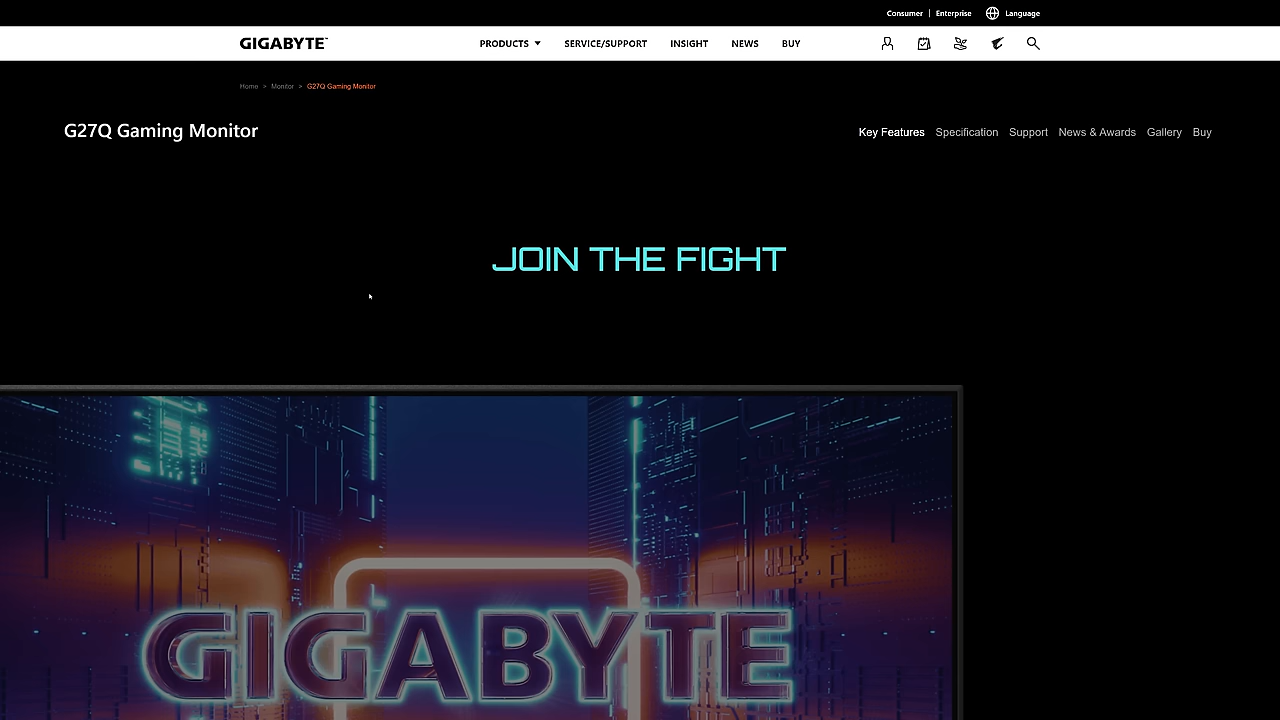 Consumer | Enterprise Language
GIGABYTE™ PRODUCTS SERVICE/SUPPORT INSIGHT NEWS BUY
Home > Monitor > G27Q Gaming Monitor
G27Q Gaming Monitor Key Features Specification Support News & Awards Gallery Buy
JOIN THE FIGHT
GIGABYTE